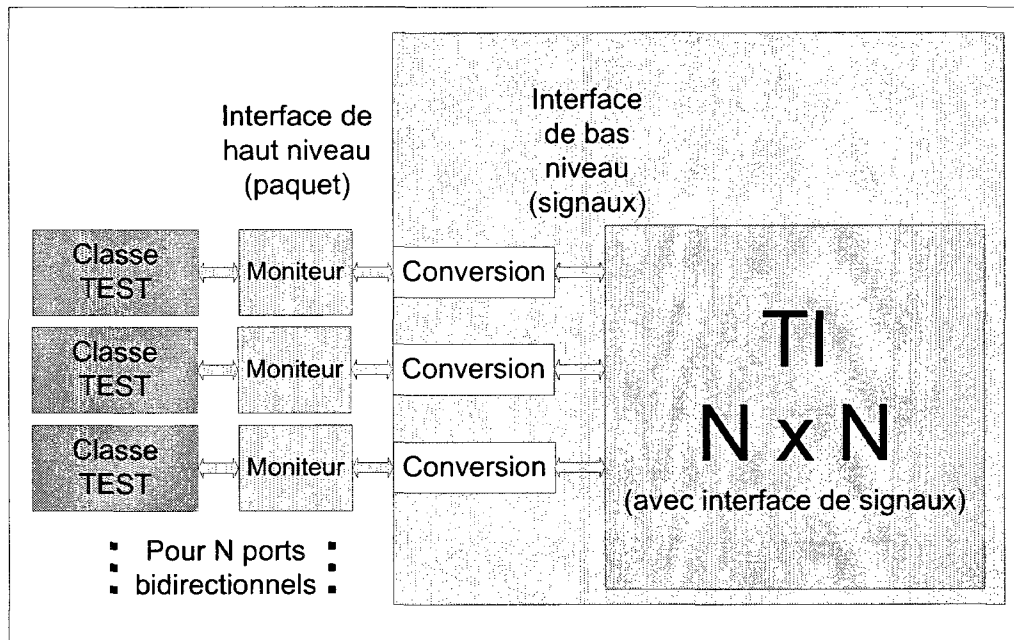 Interface de
haut niveau
(paquet)
Interface
de bas
niveau
(signaux)
Classe
TEST
Moniteur
Conversion
Classe
TEST
Moniteur
Conversion
Classe
TEST
Moniteur
Conversion
TI
N x N
(avec interface de signaux)
Pour N ports
bidirectionnels